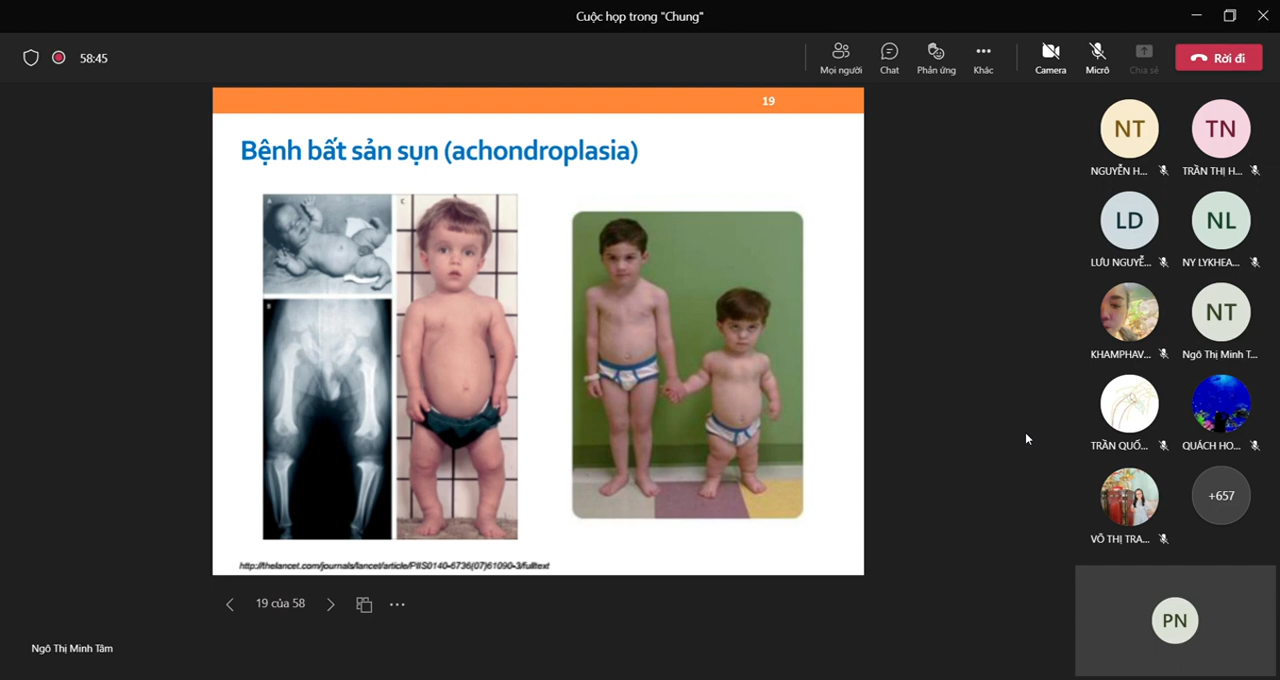 Cuộc họp trong "Chung"
58:45
Mọi người
Chat
Phản ứng
Khác
Camera
Micrô
Chia sẻ
Rời đi
19
Bệnh bất sản sụn (achondroplasia)
A
C
B
http://thelancet.com/journals/lancet/article/PIIS0140-6736(07)61090-3/fulltext
19 của 58
Ngô Thị Minh Tâm
NT
TN
NGUYỄN H...
TRẦN THỊ H...
LD
NL
LƯU NGUYỄ...
NY LYKHEA...
NT
KHAMPHAV...
Ngô Thị Minh T...
TRẦN QUỐ...
QUÁCH HO...
+657
VÕ THỊ TRA...
PN